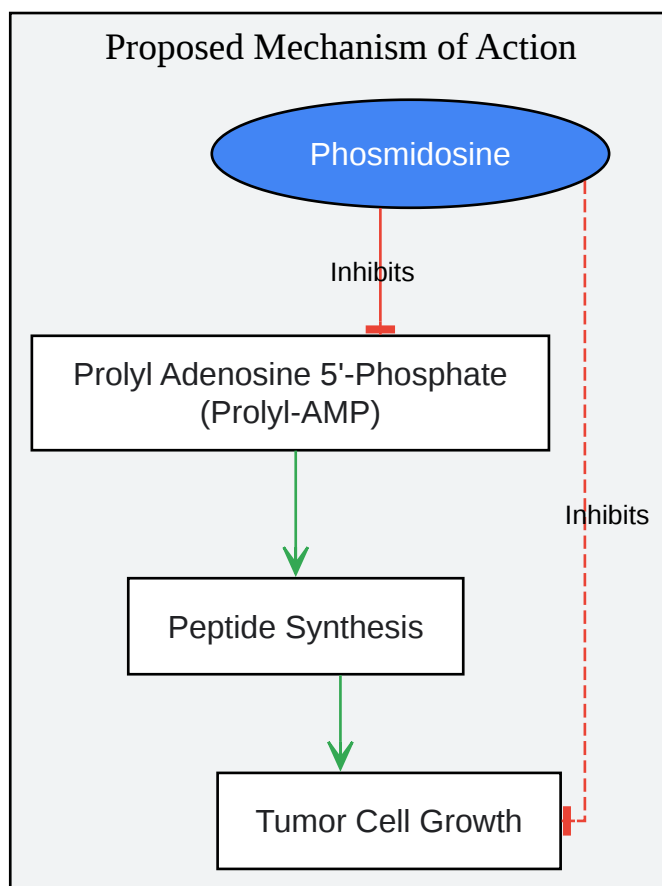 Proposed Mechanism of Action
Phosmidosine
Inhibits
Prolyl Adenosine 5'-Phosphate
(Prolyl-AMP)
Inhibits
Peptide Synthesis
Tumor Cell Growth